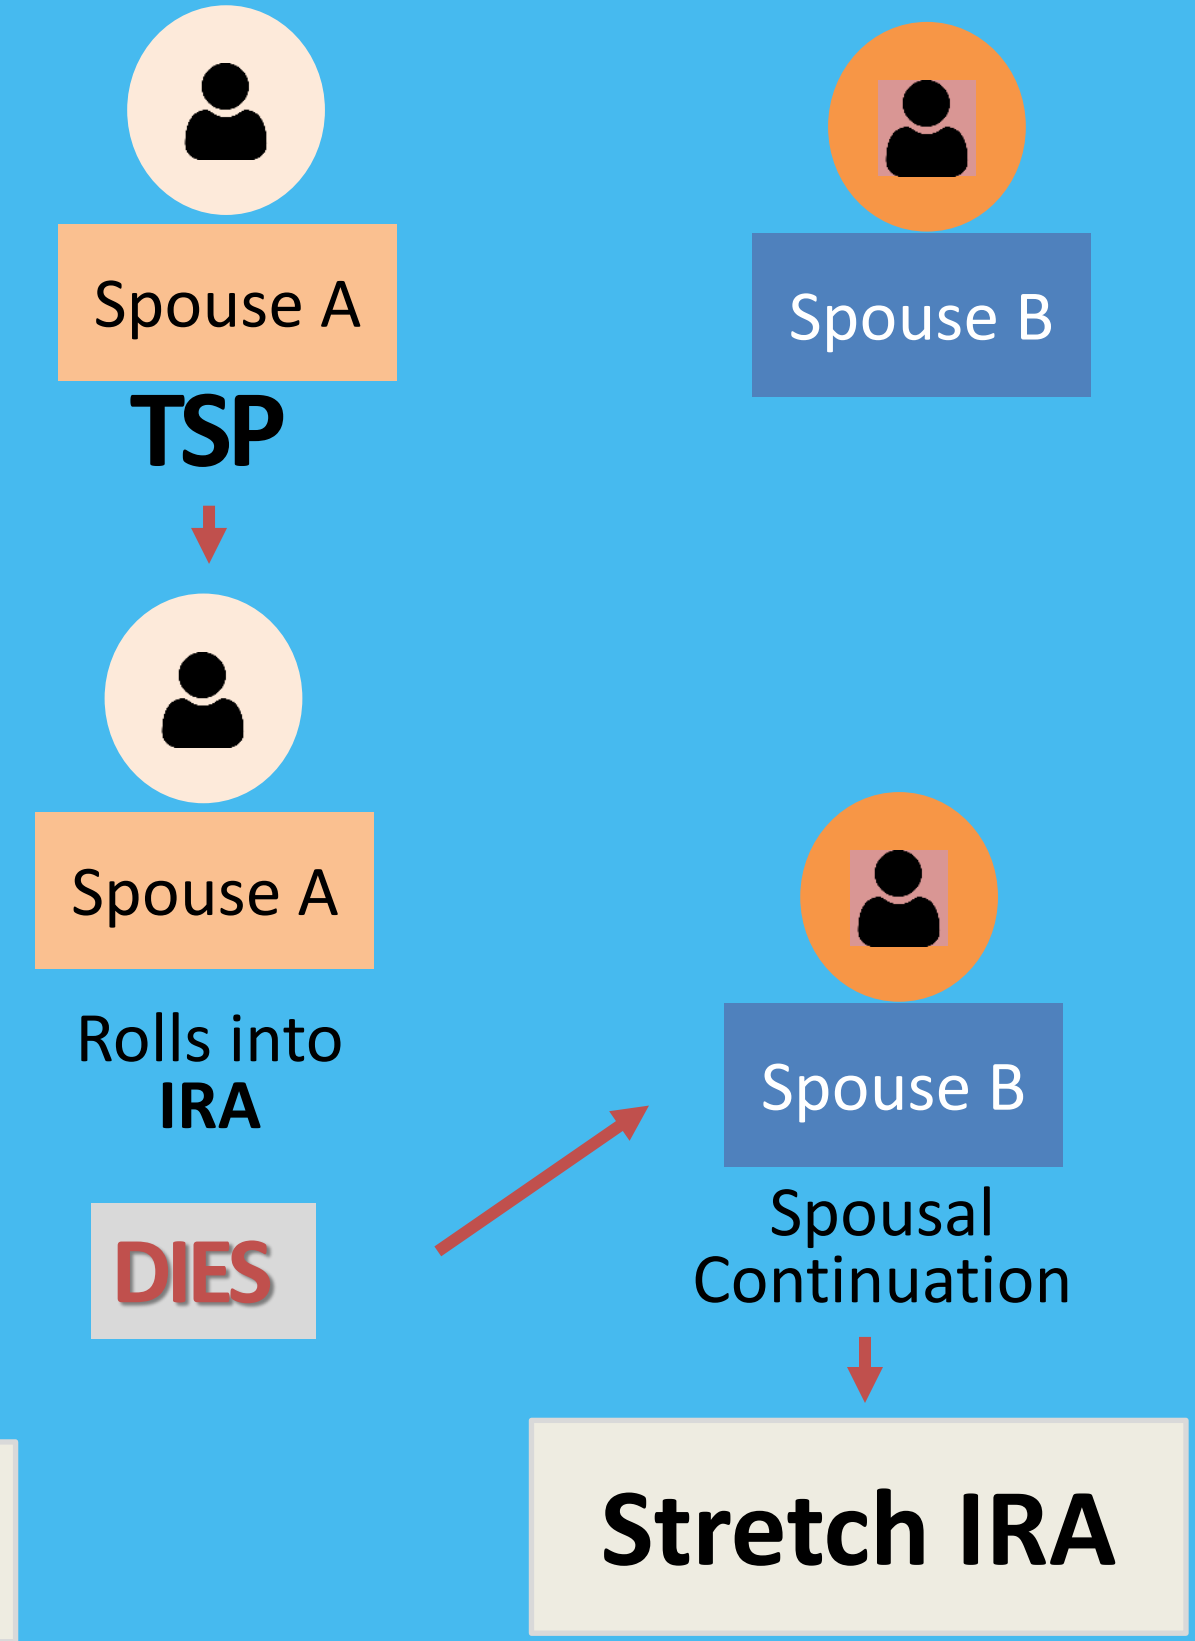 Spouse A
Spouse B
TSP
Spouse A
Rolls into
IRA
DIES
Spouse B
Spousal
Continuation
Stretch IRA